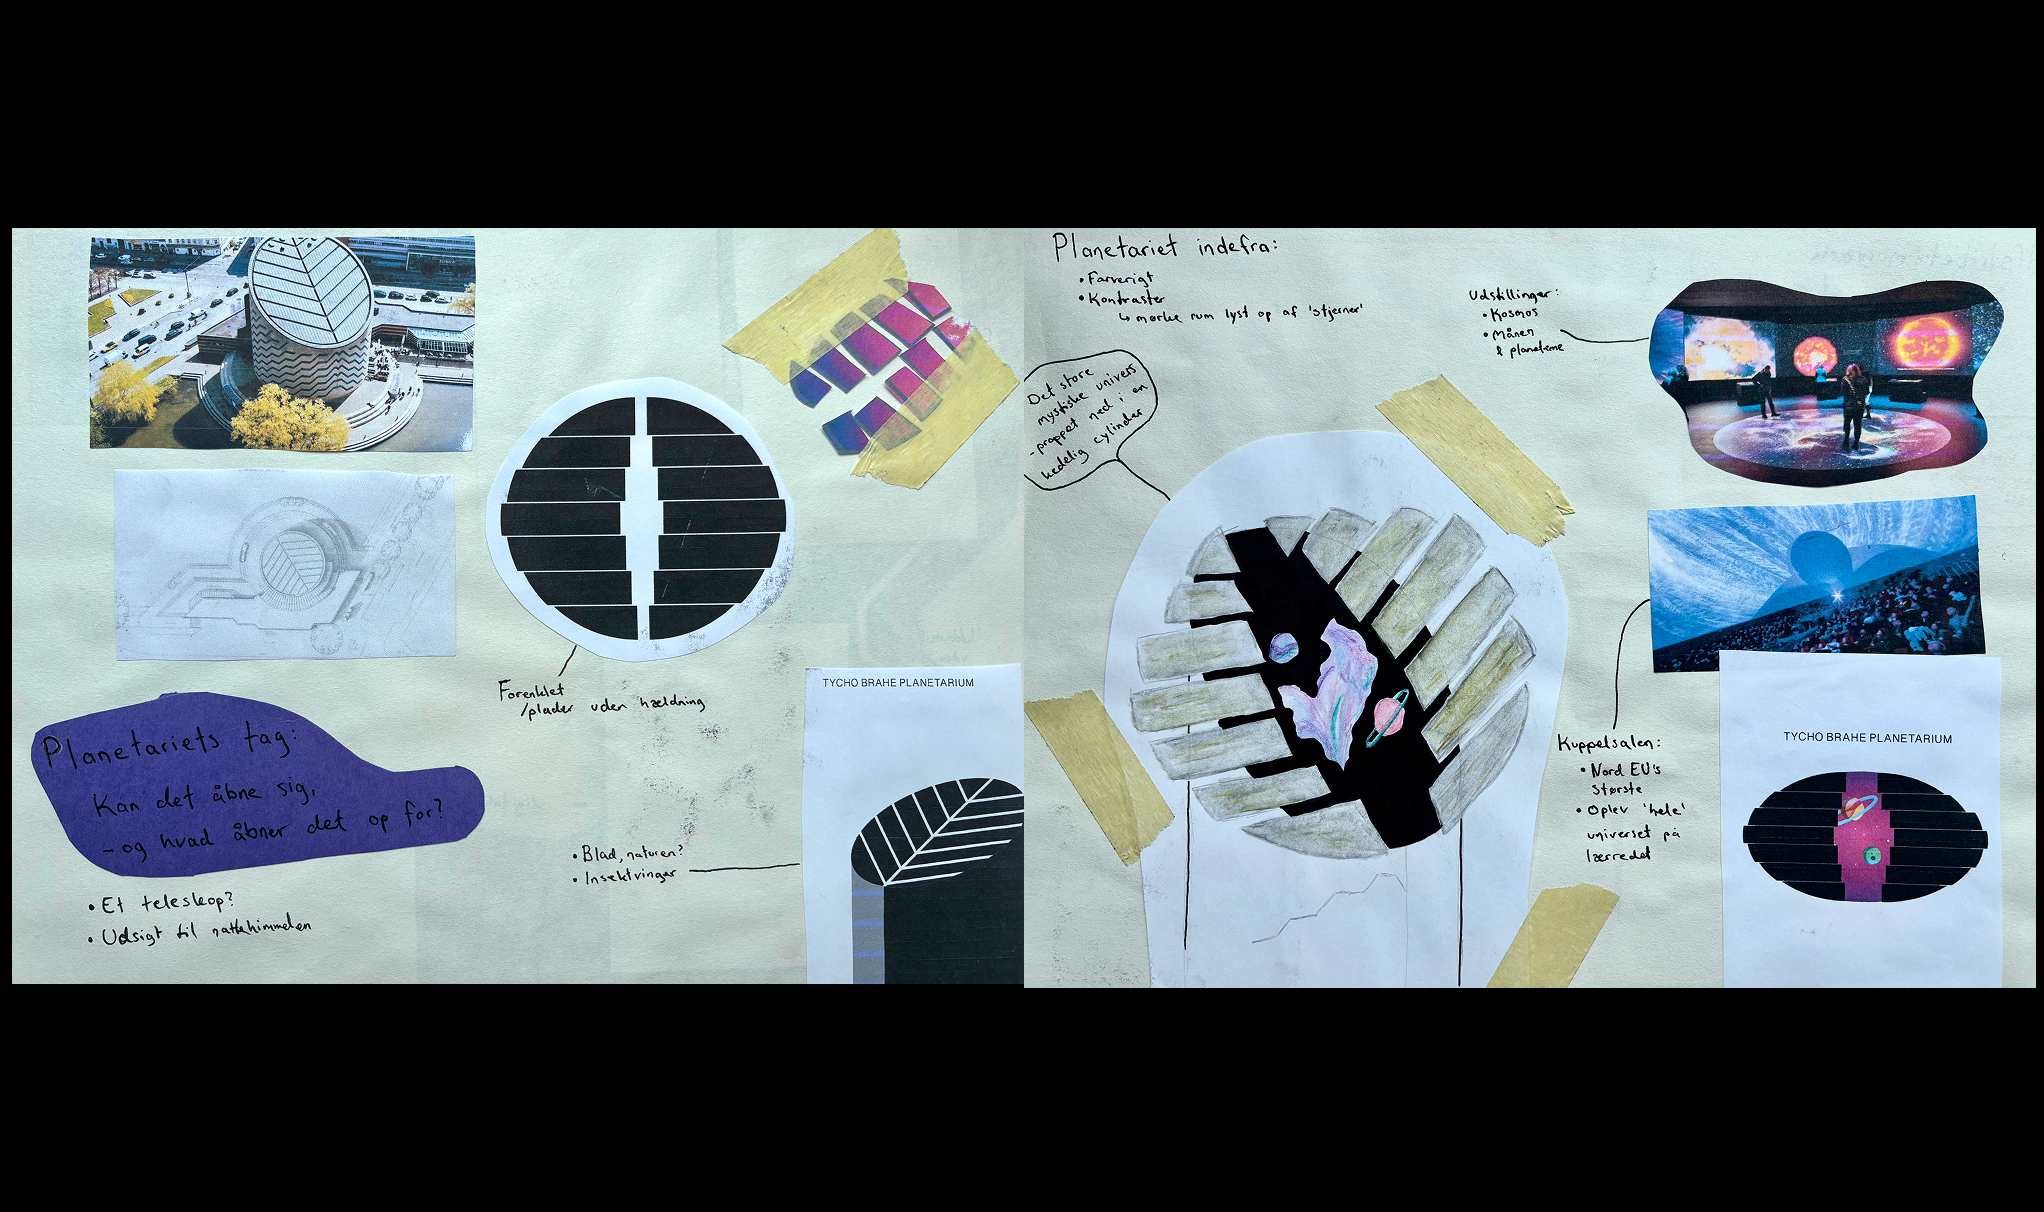 Planetariets tag:
Kan det åbne sig,
- og hvad åbner det op for?
• Et teleskop?
• Udsigt til nattehimmelen
Forenklet
/plader uden hældning
• Blad, naturen?
• Insektvinger
TYCHO BRAHE PLANETARIUM
Planetariet indefra:
• Farverigt
• Kontraster
↳ mørke rum lyst op af 'stjerner'
Det store
mystiske univers
- proppet ned i en
kedelig cylinder
Udstillinger:
• Kosmos
• Månen
& planeterne
Kuppelsalen:
• Nord EU's
største
• Oplev 'hele'
universet på
lærredet
TYCHO BRAHE PLANETARIUM